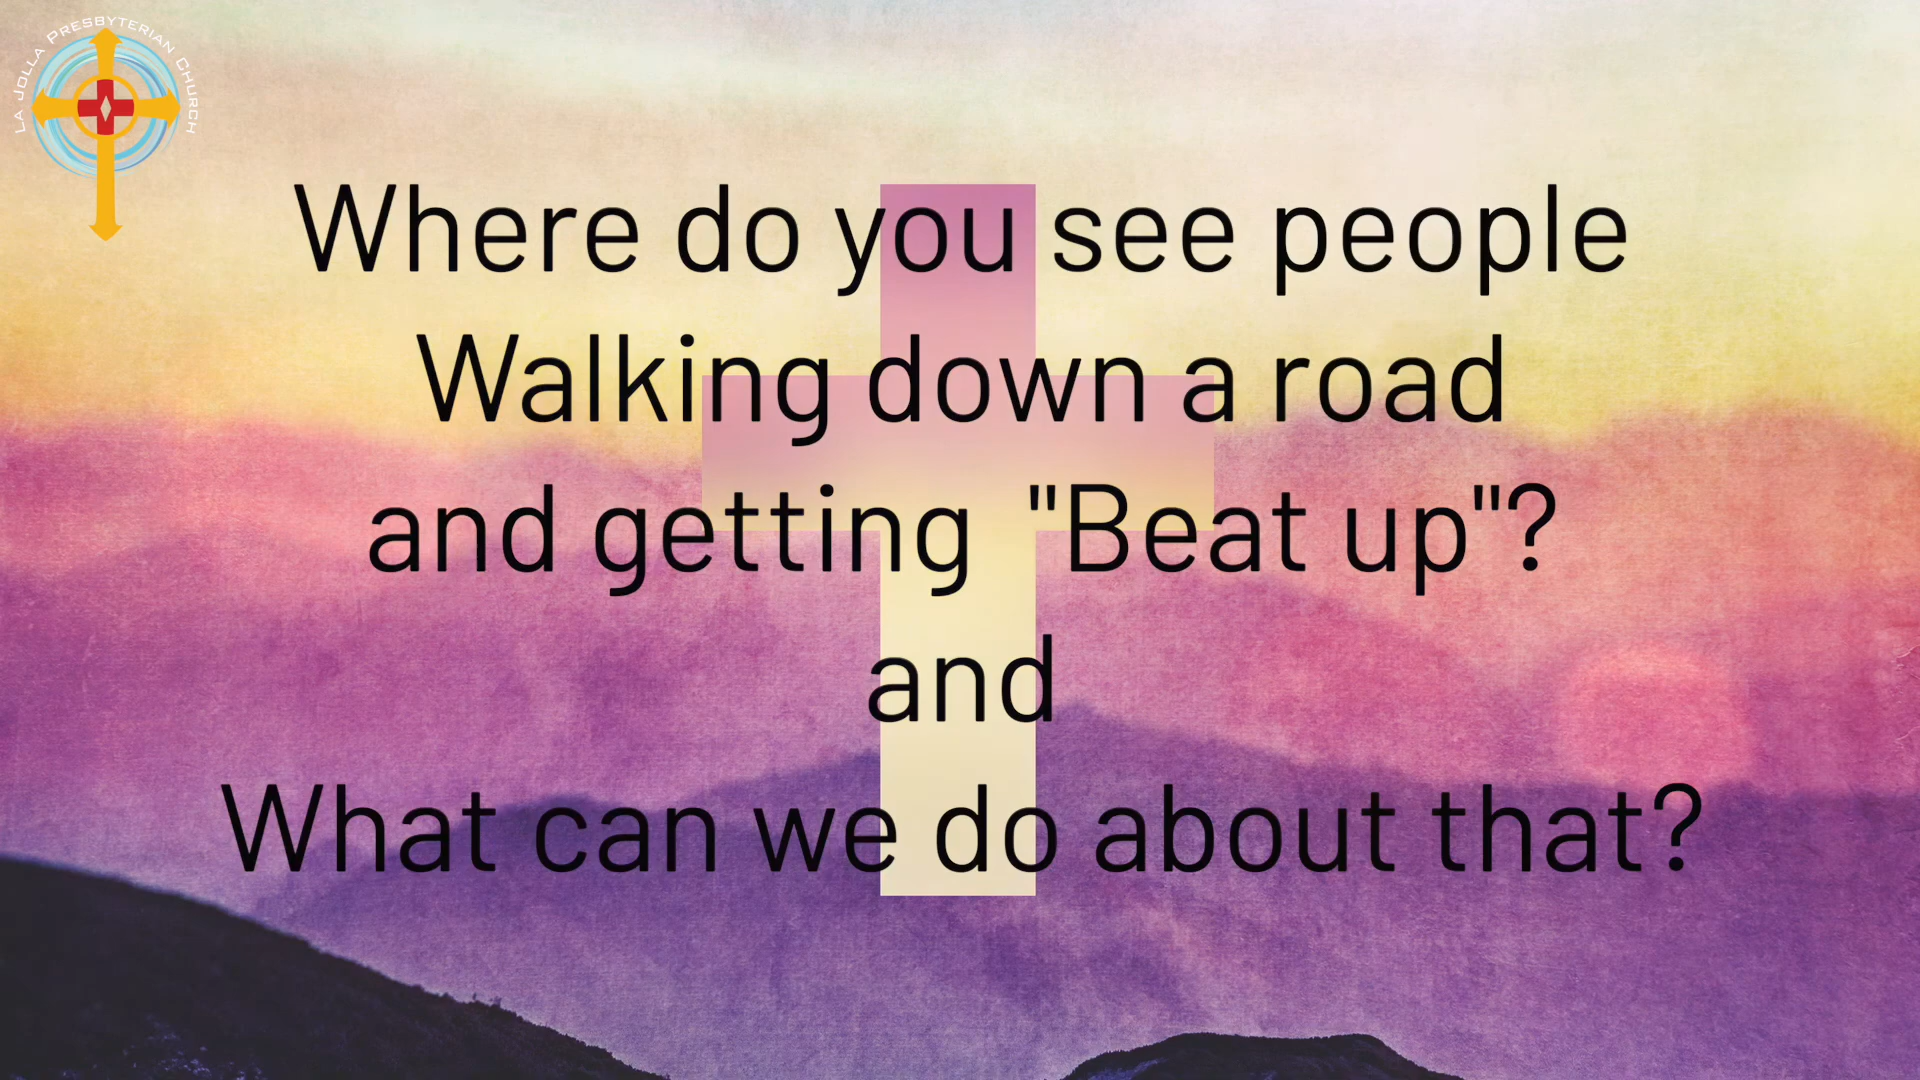 LA JOLLA PRESBYTERIAN CHURCH
Where do you see people
Walking down a road
and getting  "Beat up"?
and
What can we do about that?